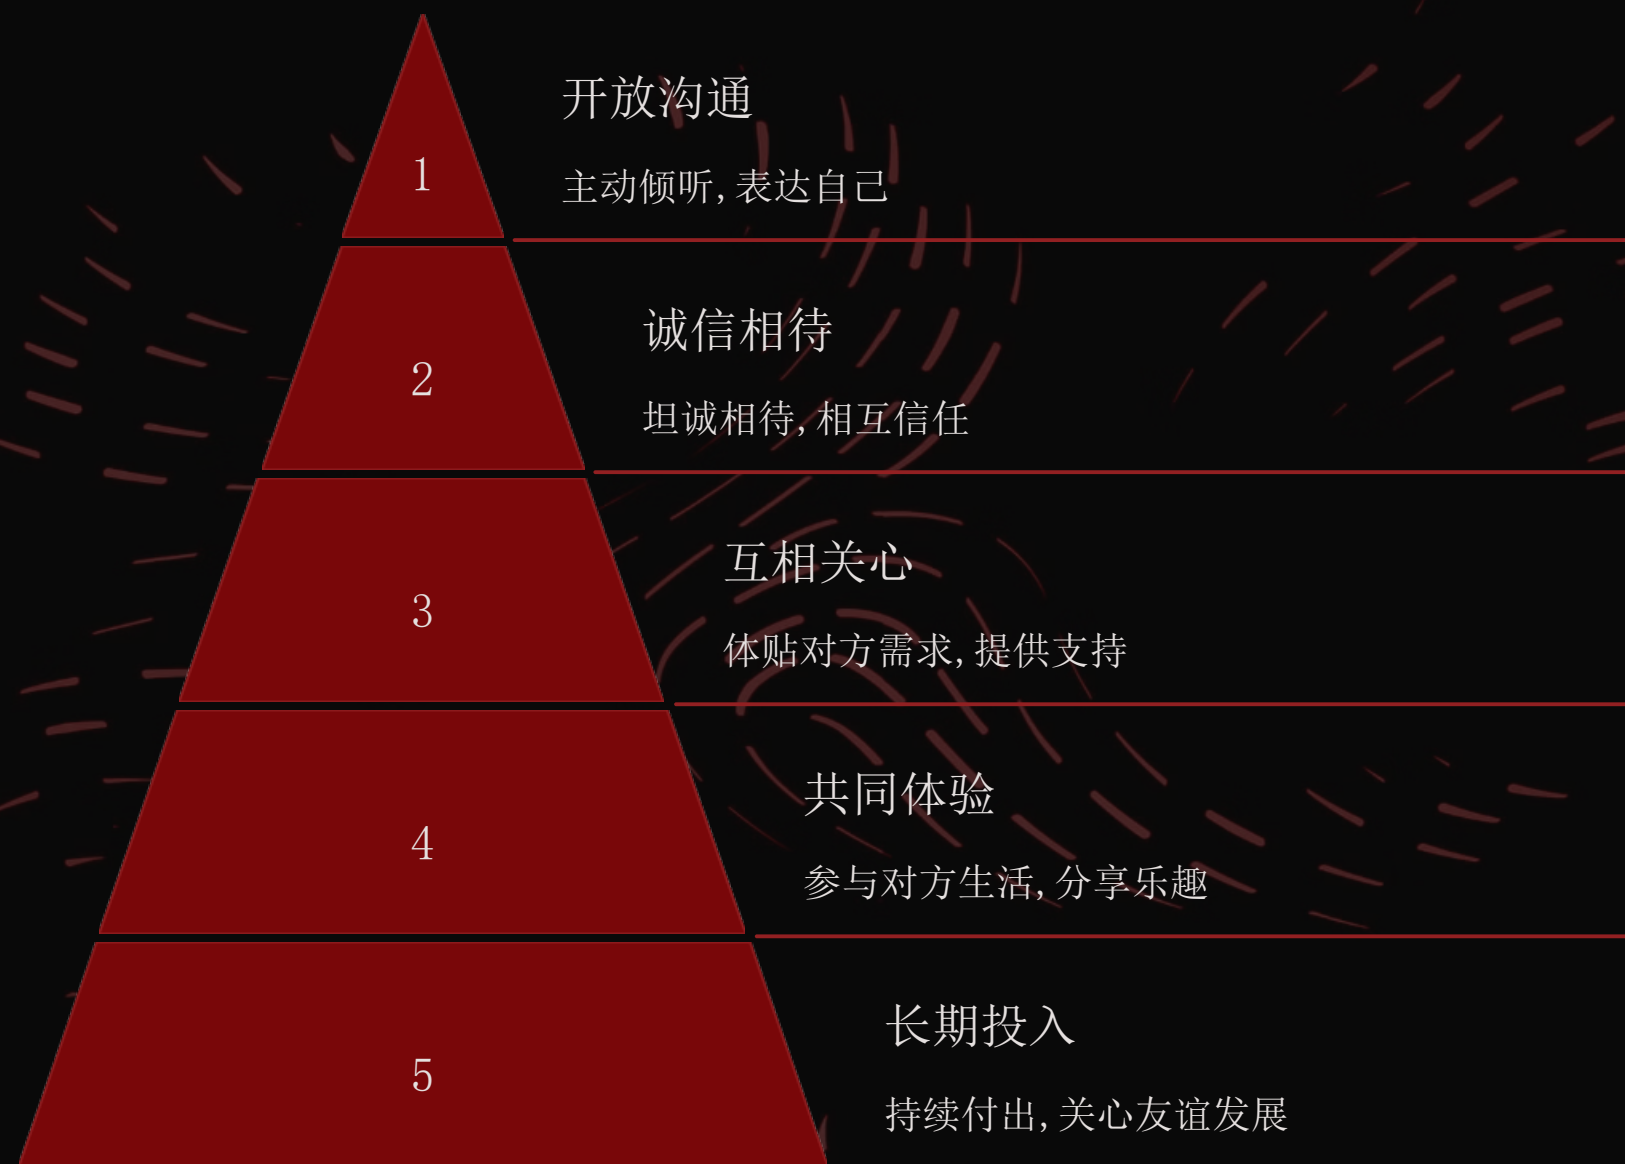 1
开放沟通
主动倾听,表达自己
2
诚信相待
坦诚相待,相互信任
3
互相关心
体贴对方需求,提供支持
4
共同体验
参与对方生活,分享乐趣
5
长期投入
持续付出,关心友谊发展